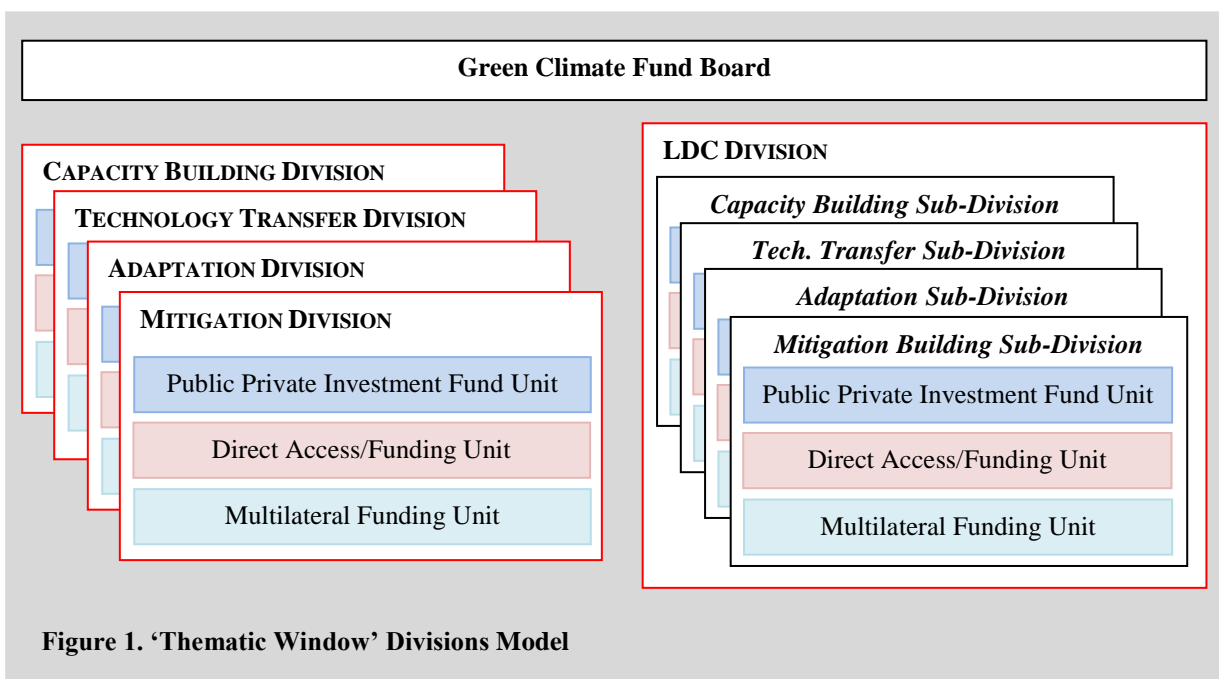 Green Climate Fund Board
CAPACITY BUILDING DIVISION
TECHNOLOGY TRANSFER DIVISION
ADAPTATION DIVISION
MITIGATION DIVISION
Public Private Investment Fund Unit
Direct Access/Funding Unit
Multilateral Funding Unit
LDC DIVISION
Capacity Building Sub-Division
Tech. Transfer Sub-Division
Adaptation Sub-Division
Mitigation Building Sub-Division
Public Private Investment Fund Unit
Direct Access/Funding Unit
Multilateral Funding Unit
Figure 1. ‘Thematic Window’ Divisions Model